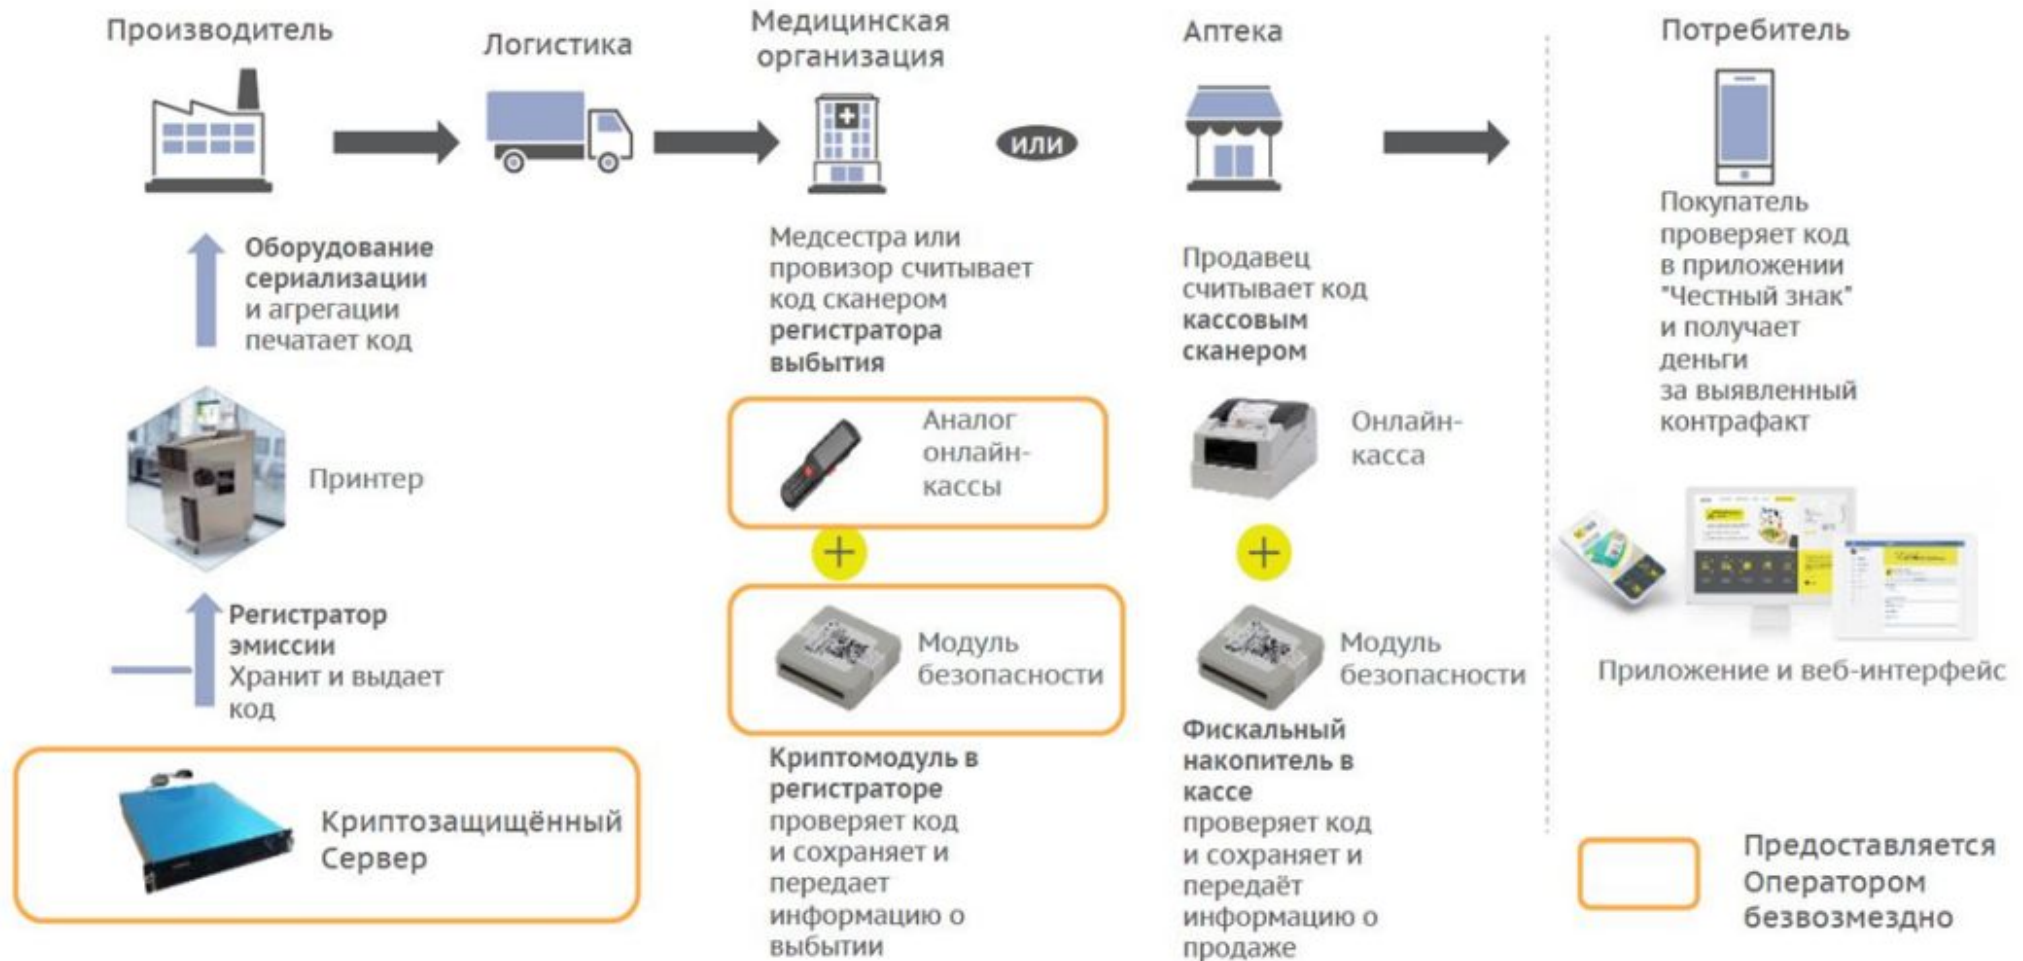 Производитель
Логистика
Медицинская
организация
или
Аптека
Потребитель
Оборудование
сериализации
и агрегации
печатает код
Принтер
Регистратор
эмиссии
Хранит и выдает
код
Криптозащищённый
Сервер
Медсестра или
провизор считывает
код сканером
регистратора
выбытия
Аналог
онлайн-
кассы
+
Модуль
безопасности
Криптомодуль в
регистраторе
проверяет код
и сохраняет и
передает
информацию о
выбытии
Продавец
считывает код
кассовым
сканером
Онлайн-
касса
+
Модуль
безопасности
Фискальный
накопитель в
кассе
проверяет код
и сохраняет и
передаёт
информацию о
продаже
Покупатель
проверяет код
в приложении
"Честный знак"
и получает
деньги
за выявленный
контрафакт
Приложение и веб-интерфейс
Предоставляется
Оператором
безвозмездно